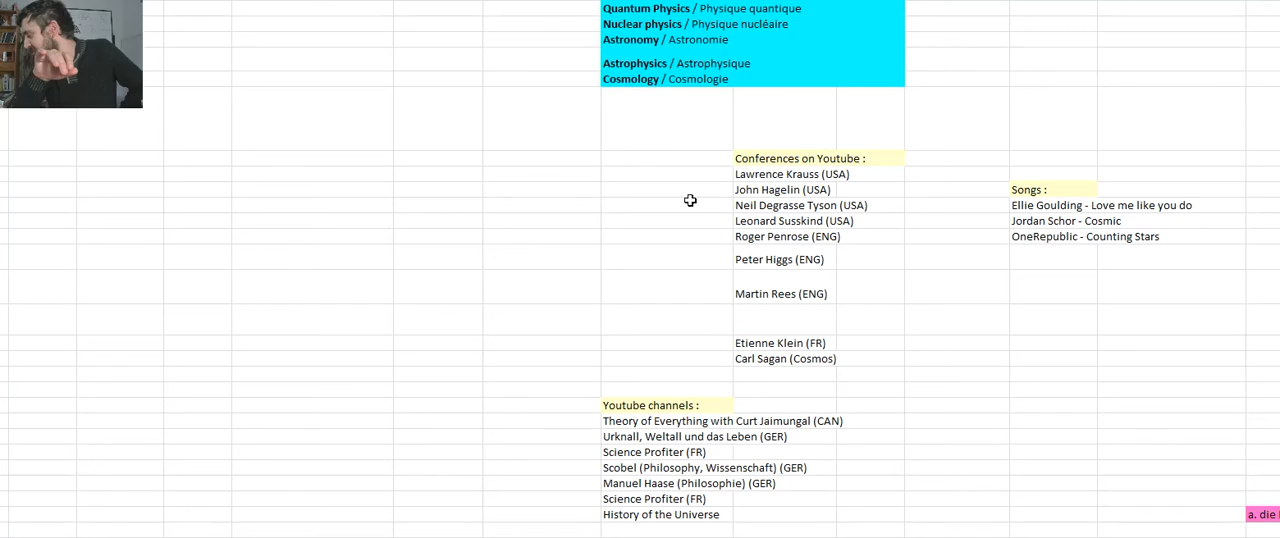 Quantum Physics / Physique quantique
Nuclear physics / Physique nucléaire
Astronomy / Astronomie
Astrophysics / Astrophysique
Cosmology / Cosmologie
Conferences on Youtube :
Lawrence Krauss (USA)
John Hagelin (USA)
Neil Degrasse Tyson (USA)
Leonard Susskind (USA)
Roger Penrose (ENG)
Peter Higgs (ENG)
Martin Rees (ENG)
Etienne Klein (FR)
Carl Sagan (Cosmos)
Songs :
Ellie Goulding - Love me like you do
Jordan Schor - Cosmic
OneRepublic - Counting Stars
Youtube channels :
Theory of Everything with Curt Jaimungal (CAN)
Urknall, Weltall und das Leben (GER)
Science Profiter (FR)
Scobel (Philosophy, Wissenschaft) (GER)
Manuel Haase (Philosophie) (GER)
Science Profiter (FR)
History of the Universe
a. die